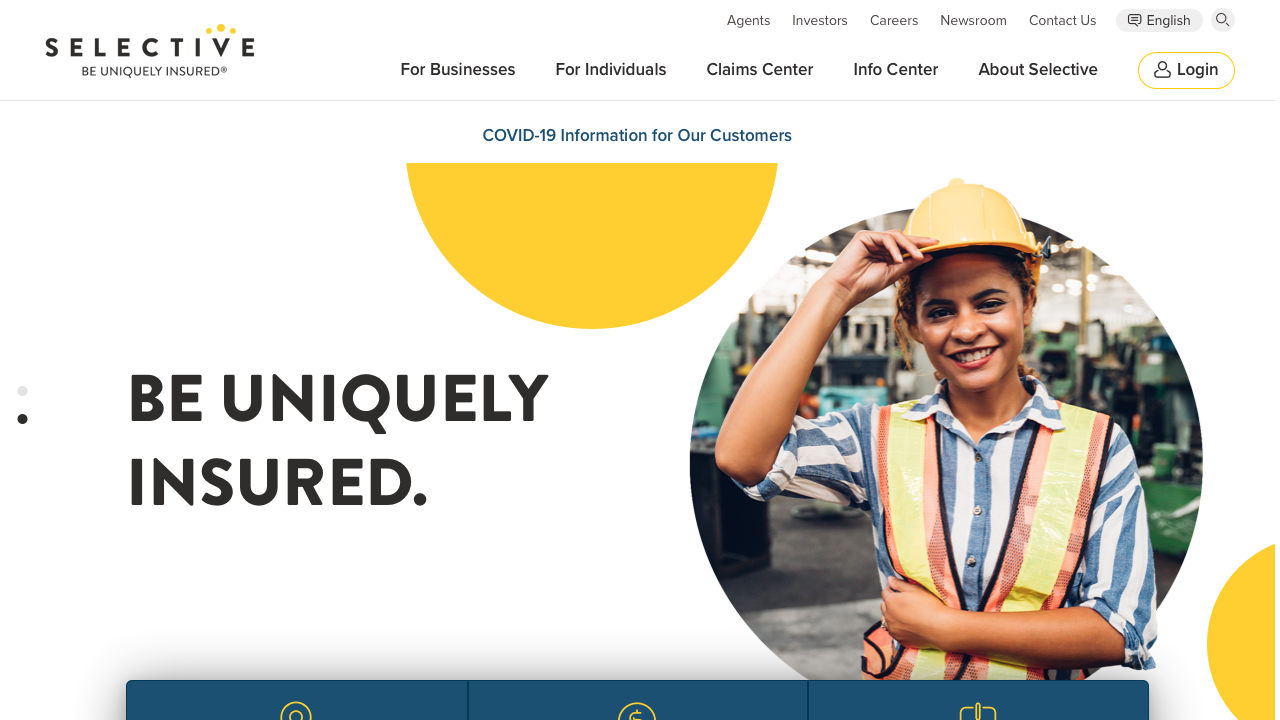 Agents
Investors
Careers
Newsroom
Contact Us
English
SELECTIVE
BE UNIQUELY INSURED®
For Businesses
For Individuals
Claims Center
Info Center
About Selective
Login
COVID-19 Information for Our Customers
BE UNIQUELY
INSURED.